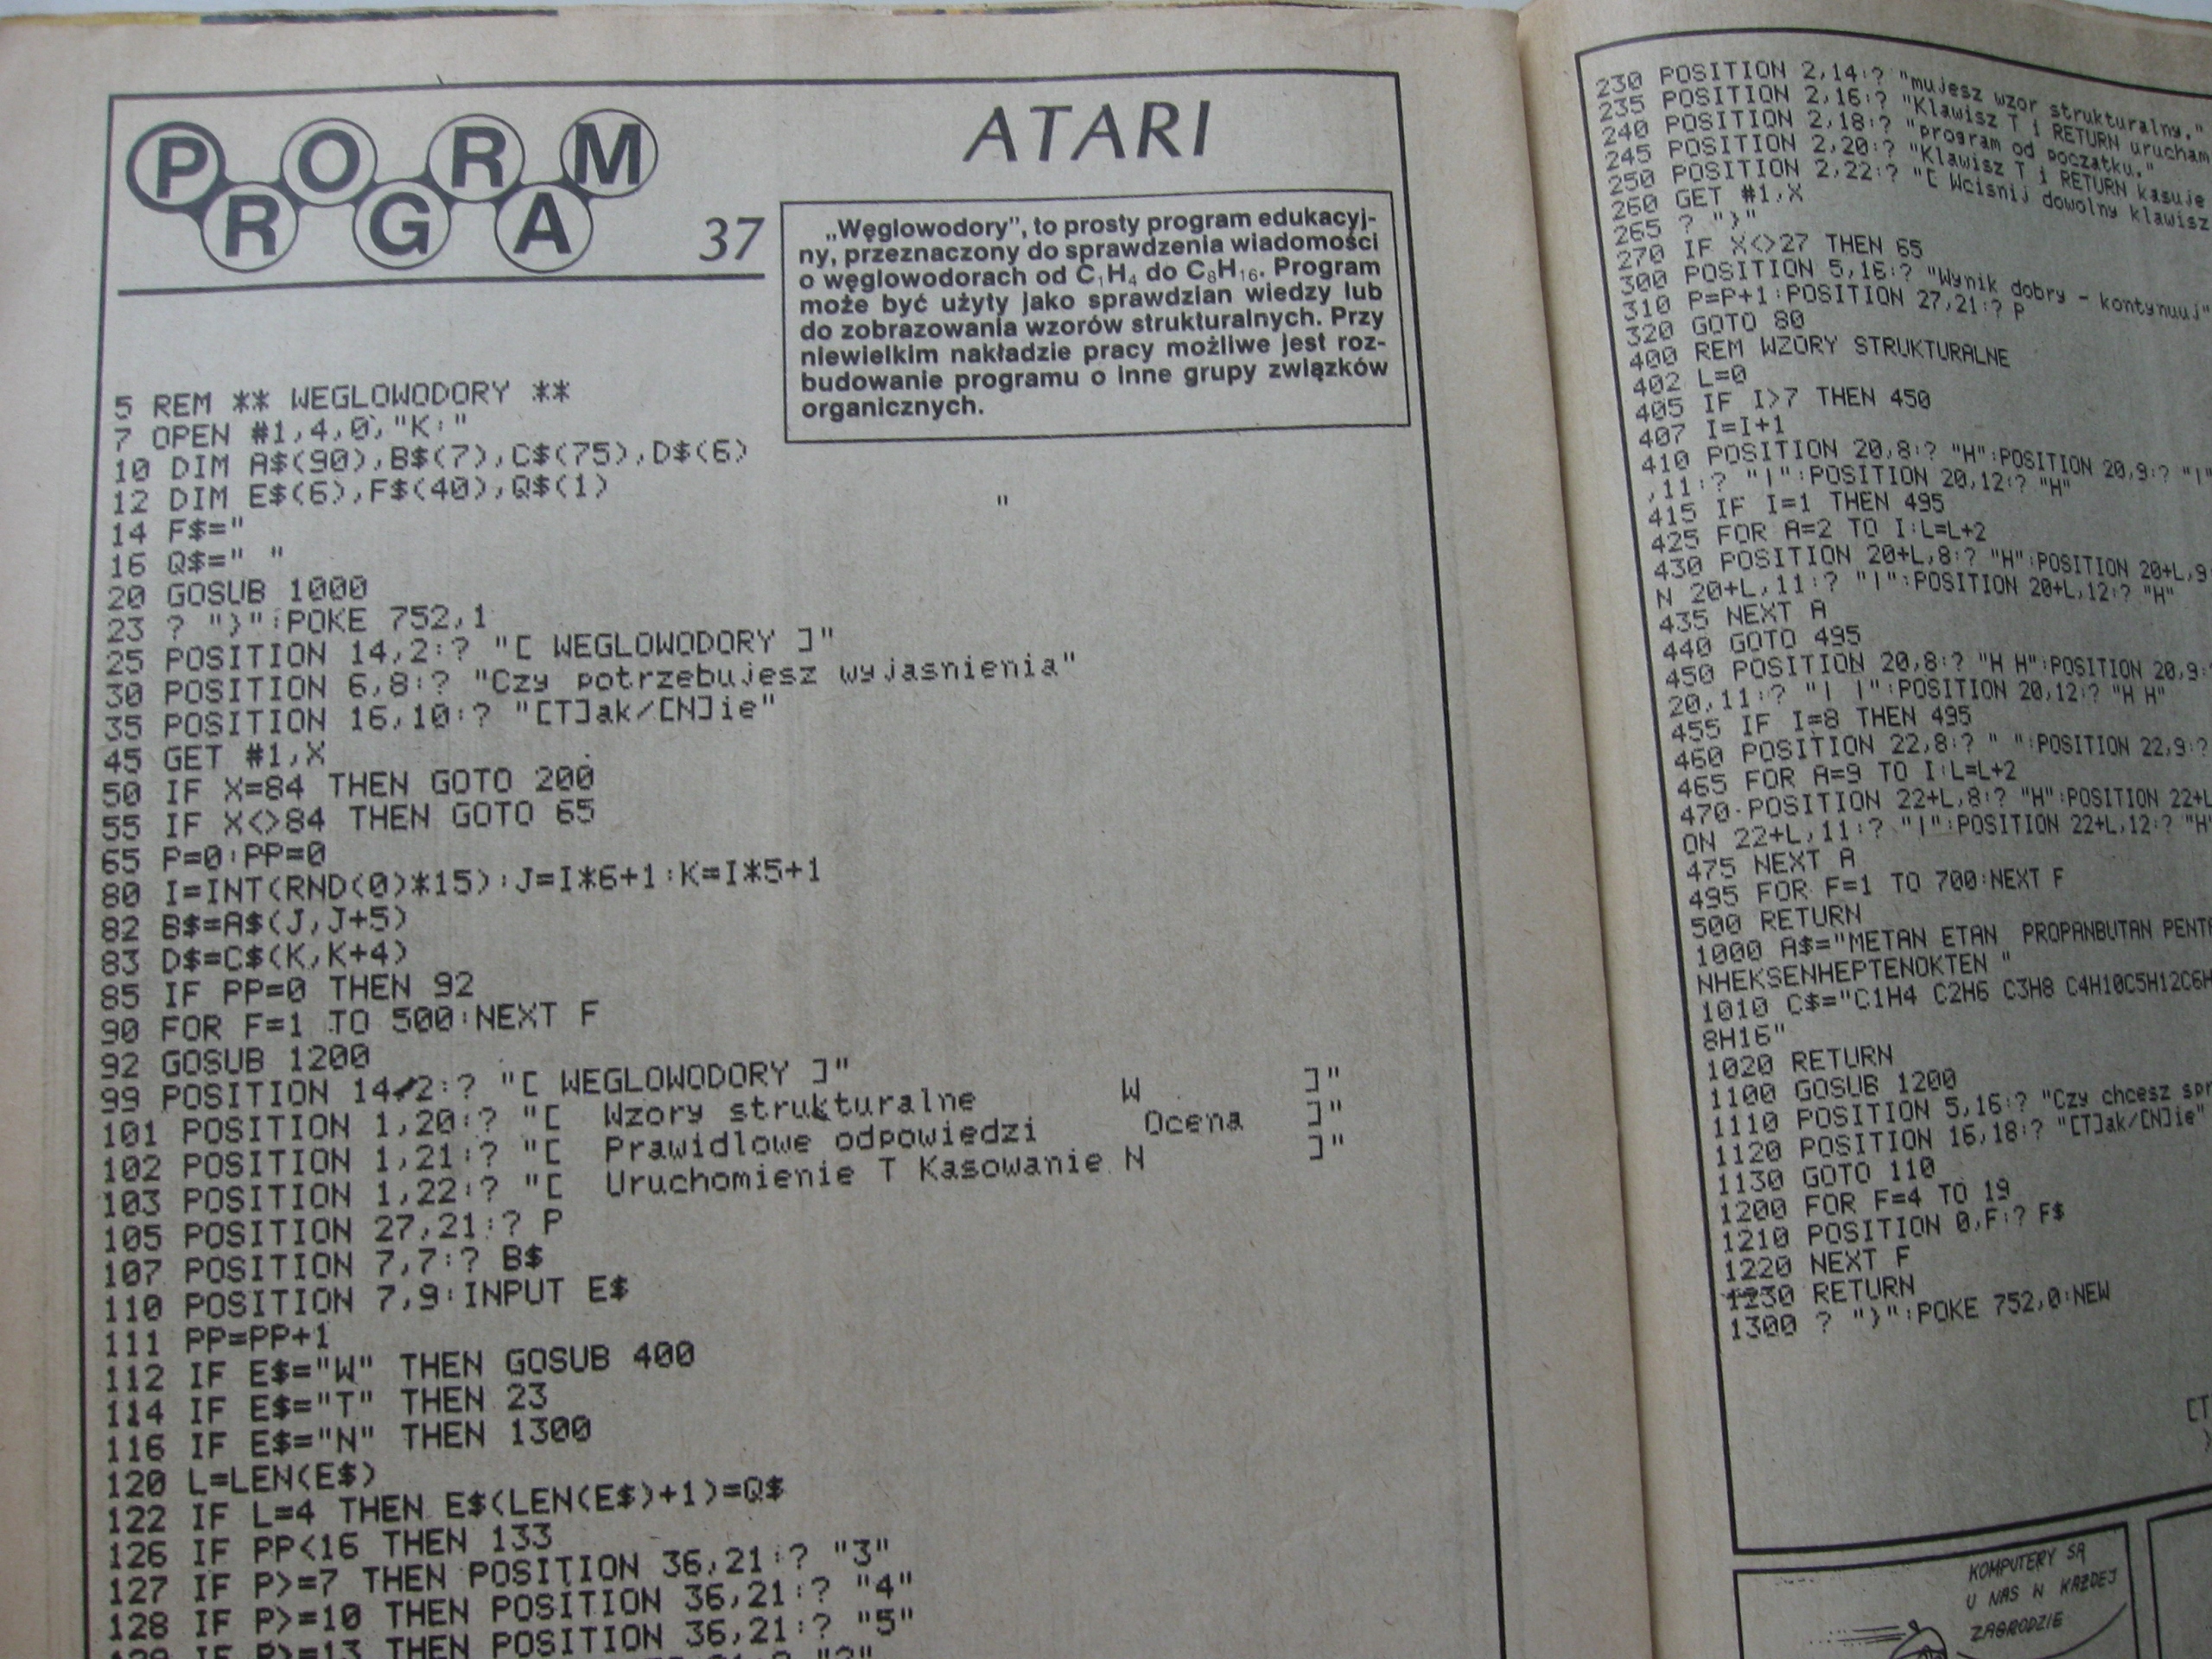 PROGRAM
37
ATARI
„Węglowodory”, to prosty program edukacyj-
ny, przeznaczony do sprawdzenia wiadomości
o węglowodorach od C₁H₄ do C₈H₁₆. Program
może być użyty jako sprawdzian wiedzy lub
do zobrazowania wzorów strukturalnych. Przy
niewielkim nakładzie pracy możliwe jest roz-
budowanie programu o inne grupy związków
organicznych.
5 REM ** WEGLOWODORY **
7 OPEN #1,4,0,"K:"
10 DIM A$(90),B$(7),C$(75),D$(6)
12 DIM E$(6),F$(40),Q$(1)
14 F$="                                        "
16 Q$=" "
20 GOSUB 1000
23 ? "}":POKE 752,1
25 POSITION 14,2:? "[ WEGLOWODORY ]"
30 POSITION 6,8:? "Czy potrzebujesz wyjasnienia"
35 POSITION 16,10:? "[T]ak/[N]ie"
45 GET #1,X
50 IF X=84 THEN GOTO 200
55 IF X<>84 THEN GOTO 65
65 P=0:PP=0
80 I=INT(RND(0)*15):J=I*6+1:K=I*5+1
82 B$=A$(J,J+5)
83 D$=C$(K,K+4)
85 IF PP=0 THEN 92
90 FOR F=1 TO 500:NEXT F
92 GOSUB 1200
99 POSITION 14,2:? "[ WEGLOWODORY ]"
101 POSITION 1,20:? "[  Wzory strukturalne       W        ]"
102 POSITION 1,21:? "[  Prawidlowe odpowiedzi     Ocena   ]"
103 POSITION 1,22:? "[  Uruchomienie T Kasowanie N        ]"
105 POSITION 27,21:? P
107 POSITION 7,7:? B$
110 POSITION 7,9:INPUT E$
111 PP=PP+1
112 IF E$="W" THEN GOSUB 400
114 IF E$="T" THEN 23
116 IF E$="N" THEN 1300
120 L=LEN(E$)
122 IF L=4 THEN E$(LEN(E$)+1)=Q$
126 IF PP<16 THEN 133
127 IF P>=7 THEN POSITION 36,21:? "3"
128 IF P>=10 THEN POSITION 36,21:? "4"
129 IF P>=13 THEN POSITION 36,21:? "5"
230 POSITION 2,14:? "mujesz wzor strukturalny."
235 POSITION 2,16:? "Klawisz T i RETURN urucham
240 POSITION 2,18:? "program od poczatku."
245 POSITION 2,20:? "Klawisz T i RETURN kasuje
250 POSITION 2,22:? "[ Wcisnij dowolny klawisz
260 GET #1,X
265 ? "}"
270 IF X<>27 THEN 65
300 POSITION 5,16:? "Wynik dobry - kontynuuj"
310 P=P+1:POSITION 27,21:? P
320 GOTO 80
400 REM WZORY STRUKTURALNE
402 L=0
405 IF I>7 THEN 450
407 I=I+1
410 POSITION 20,8:? "H":POSITION 20,9:? "|"
,11:? "|":POSITION 20,12:? "H"
415 IF I=1 THEN 495
425 FOR A=2 TO I:L=L+2
430 POSITION 20+L,8:? "H":POSITION 20+L,9
N 20+L,11:? "|":POSITION 20+L,12:? "H"
435 NEXT A
440 GOTO 495
450 POSITION 20,8:? "H H":POSITION 20,9:
20,11:? "| |":POSITION 20,12:? "H H"
455 IF I=8 THEN 495
460 POSITION 22,8:? " ":POSITION 22,9:?
465 FOR A=9 TO I:L=L+2
470 POSITION 22+L,8:? "H":POSITION 22+L
ON 22+L,11:? "|":POSITION 22+L,12:? "H"
475 NEXT A
495 FOR F=1 TO 700:NEXT F
500 RETURN
1000 A$="METAN ETAN  PROPANBUTAN PENT
NHEKSENHEPTENOKTEN "
1010 C$="C1H4 C2H6 C3H8 C4H10C5H12C6H
8H16"
1020 RETURN
1100 GOSUB 1200
1110 POSITION 5,16:? "Czy chcesz spr
1120 POSITION 16,18:? "[T]ak/[N]ie"
1130 GOTO 110
1200 FOR F=4 TO 19
1210 POSITION 0,F:? F$
1220 NEXT F
1230 RETURN
1300 ? "}":POKE 752,0:NEW
[T
KOMPUTERY SĄ
U NAS W KAŻDEJ
ZAGRODZIE